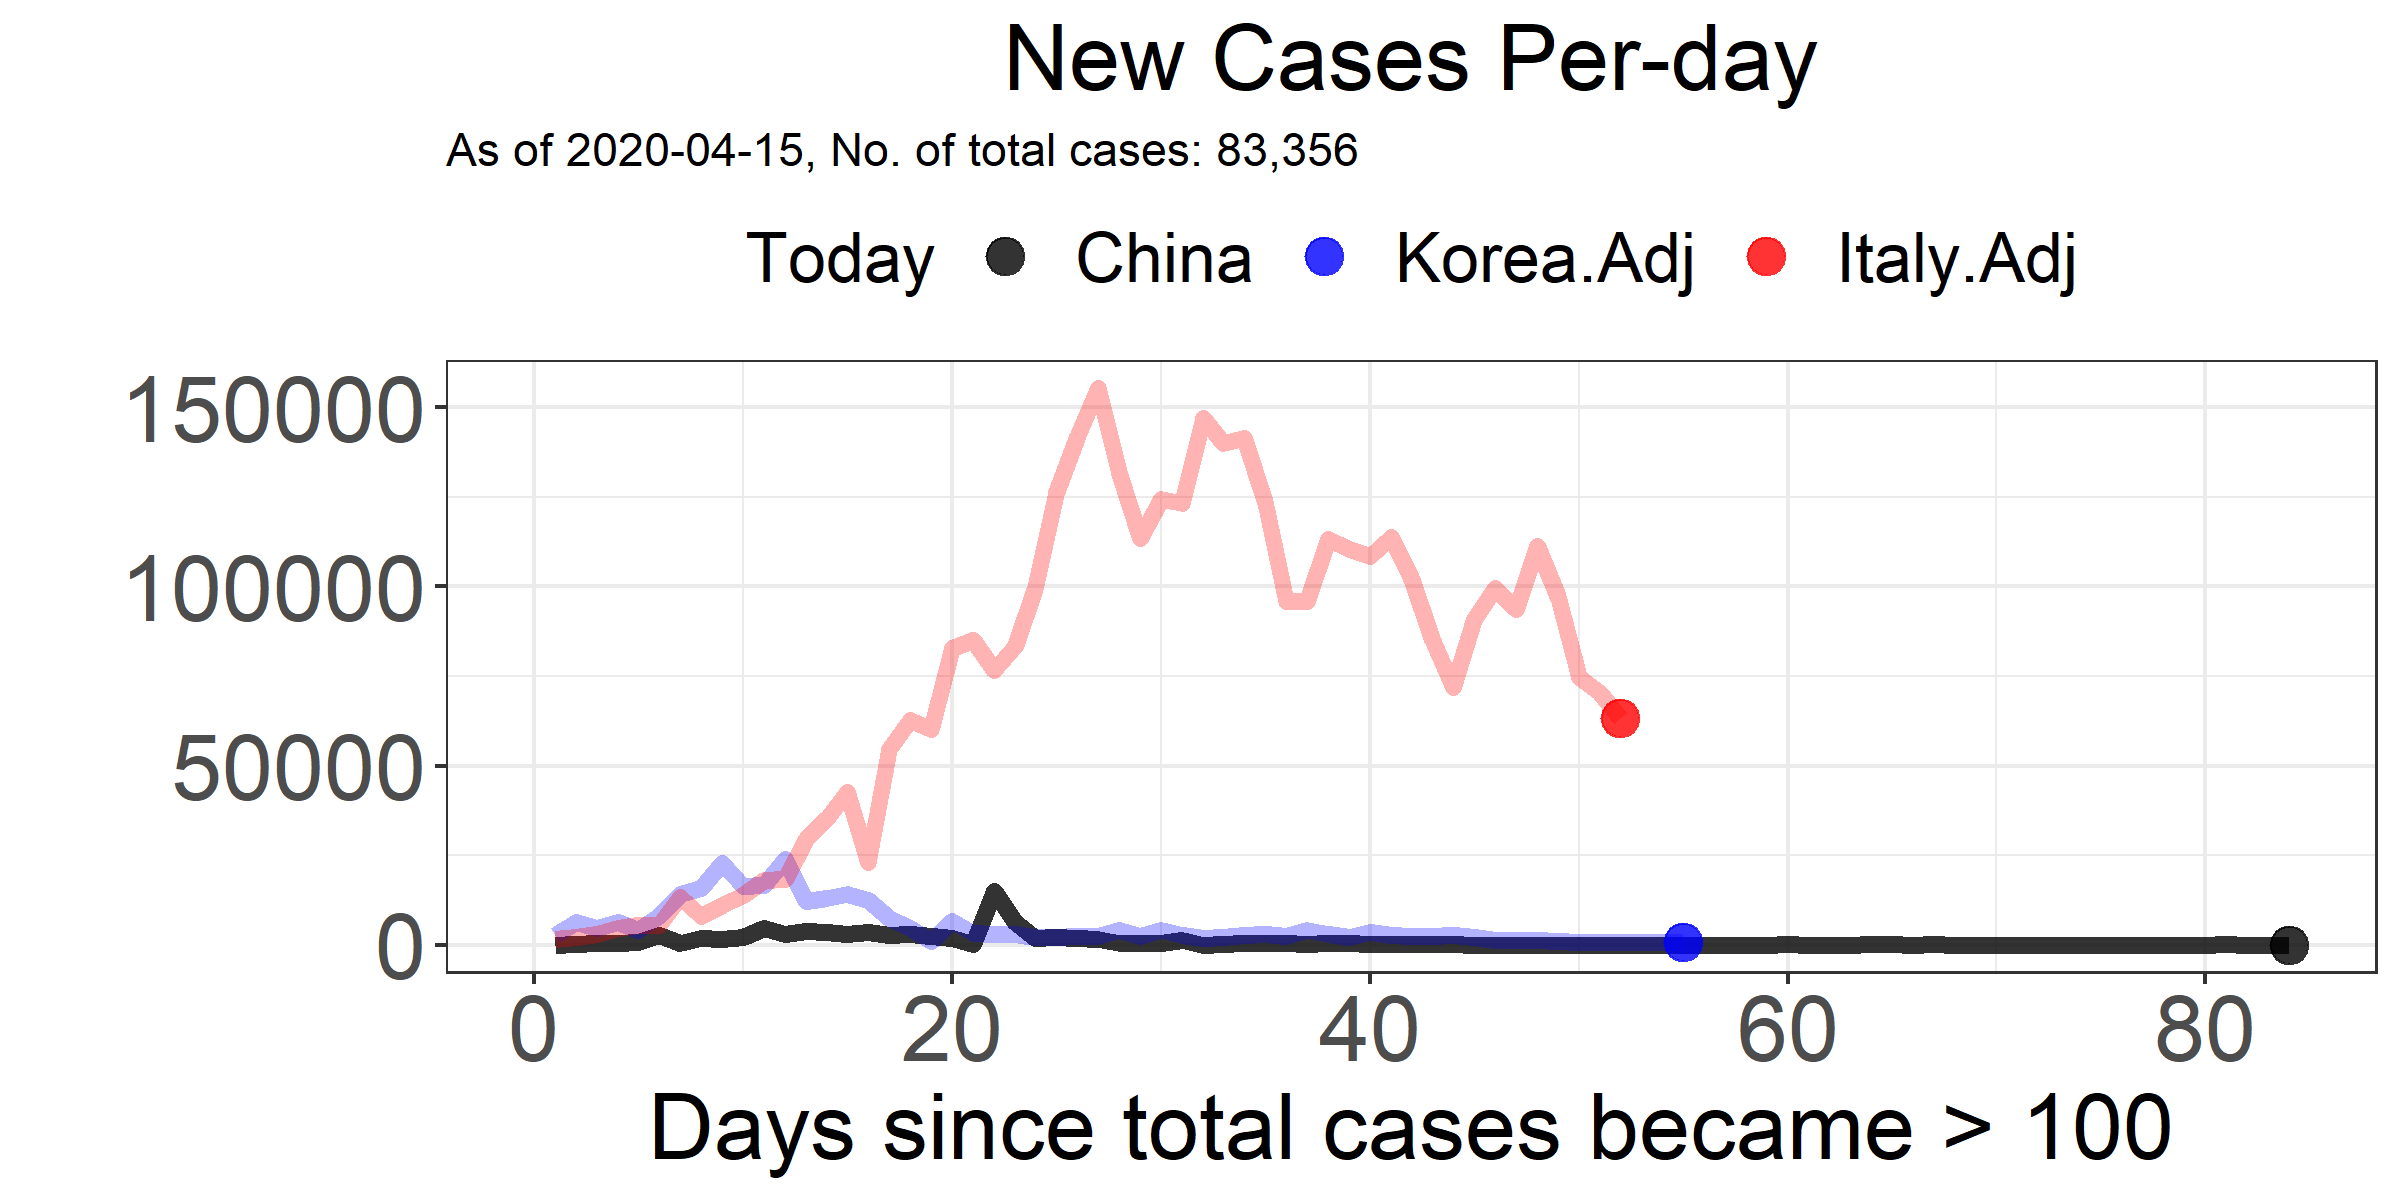 New Cases Per-day
As of 2020-04-15, No. of total cases: 83,356
Today China Korea.Adj Italy.Adj
150000
100000
50000
0
0 20 40 60 80
Days since total cases became > 100